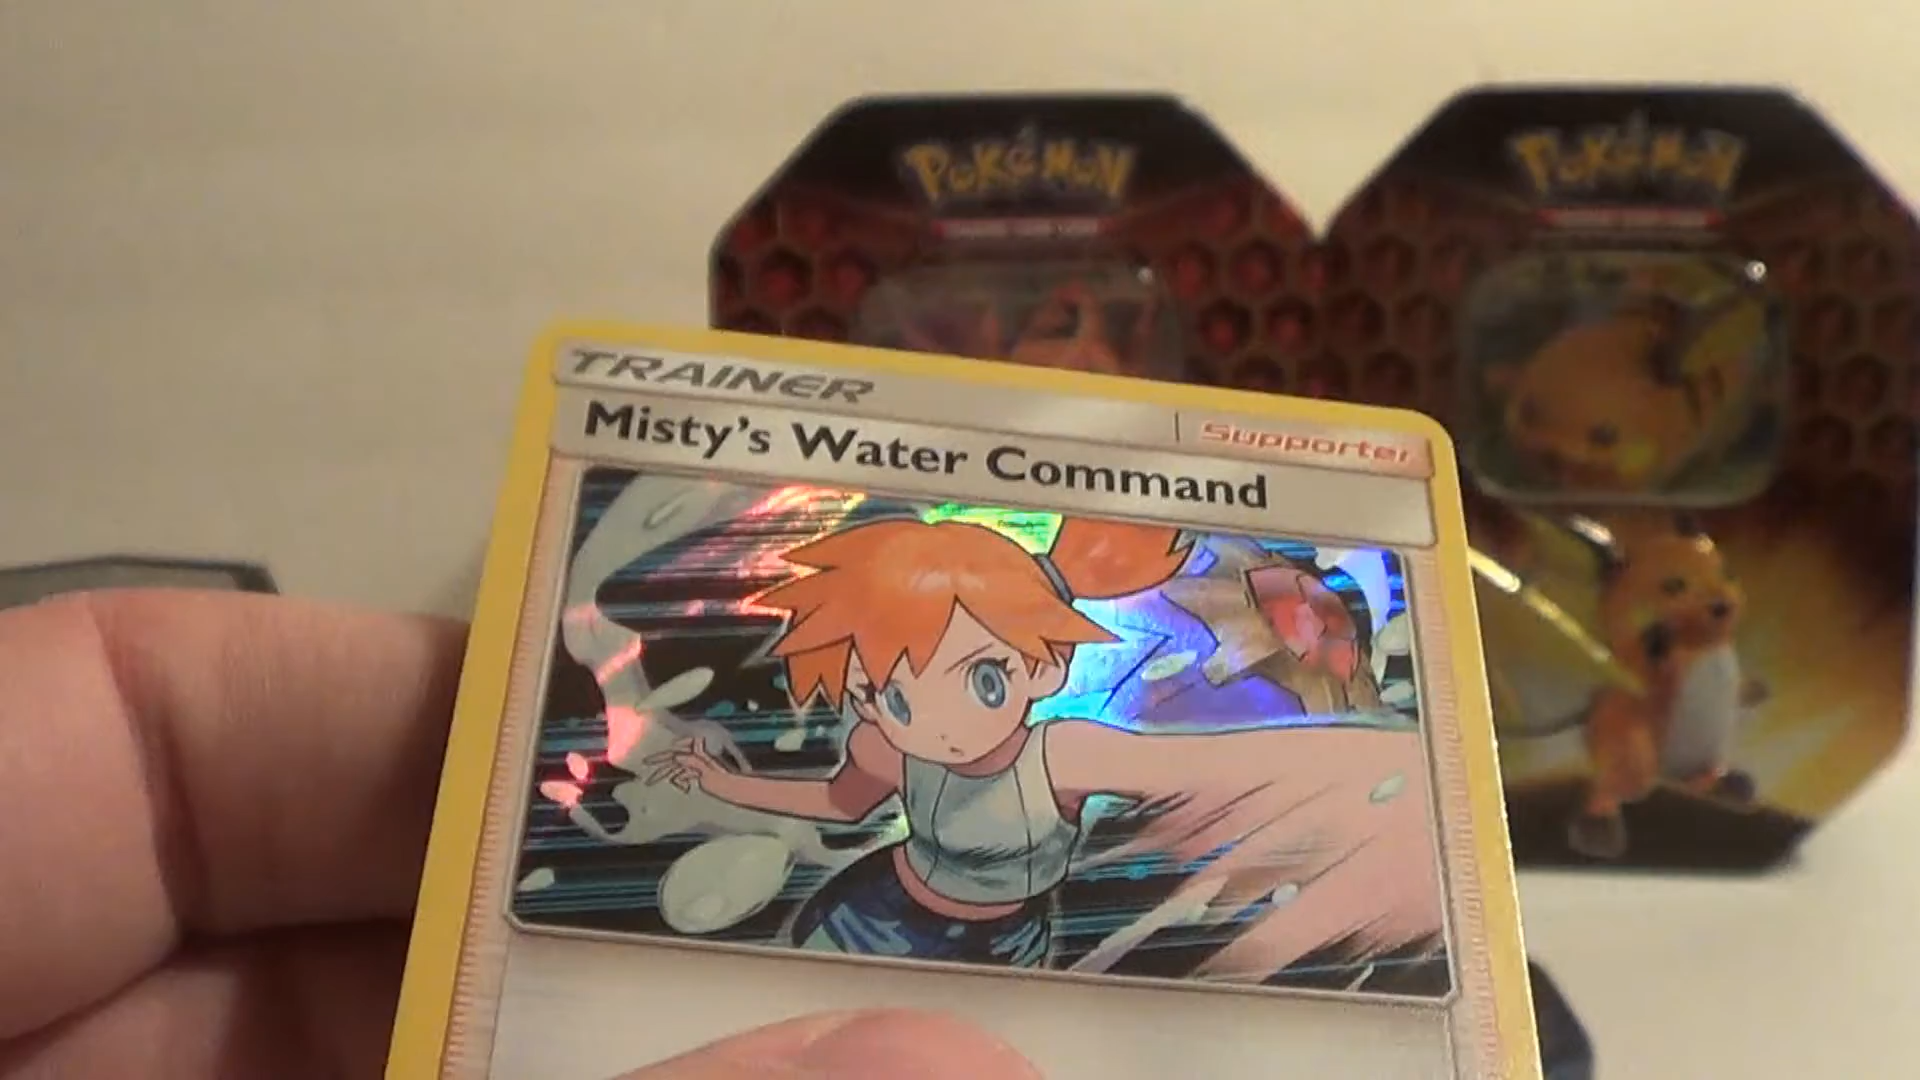 POKéMON
POKéMON
TRAINER
Supporter
Misty's Water Command